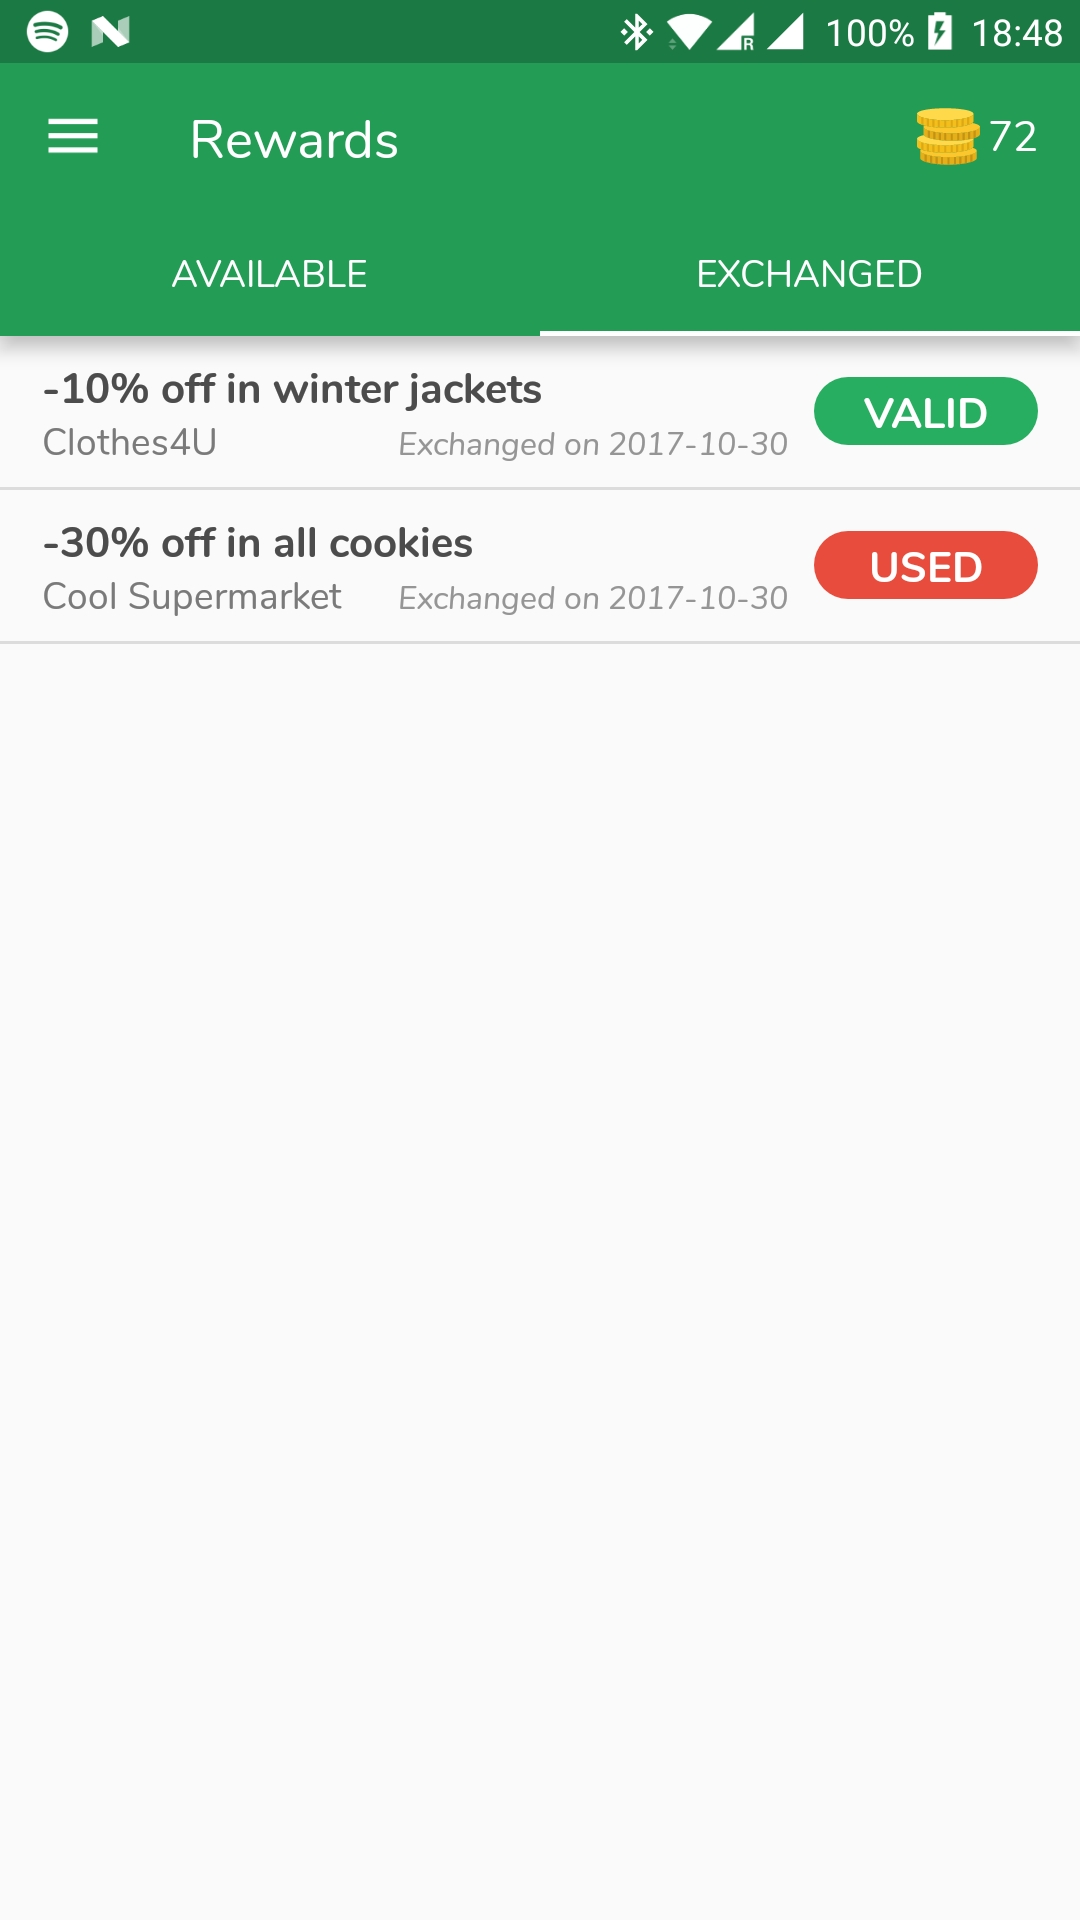 100% 18:48
Rewards 72
AVAILABLE EXCHANGED
-10% off in winter jackets VALID
Clothes4U Exchanged on 2017-10-30
-30% off in all cookies USED
Cool Supermarket Exchanged on 2017-10-30